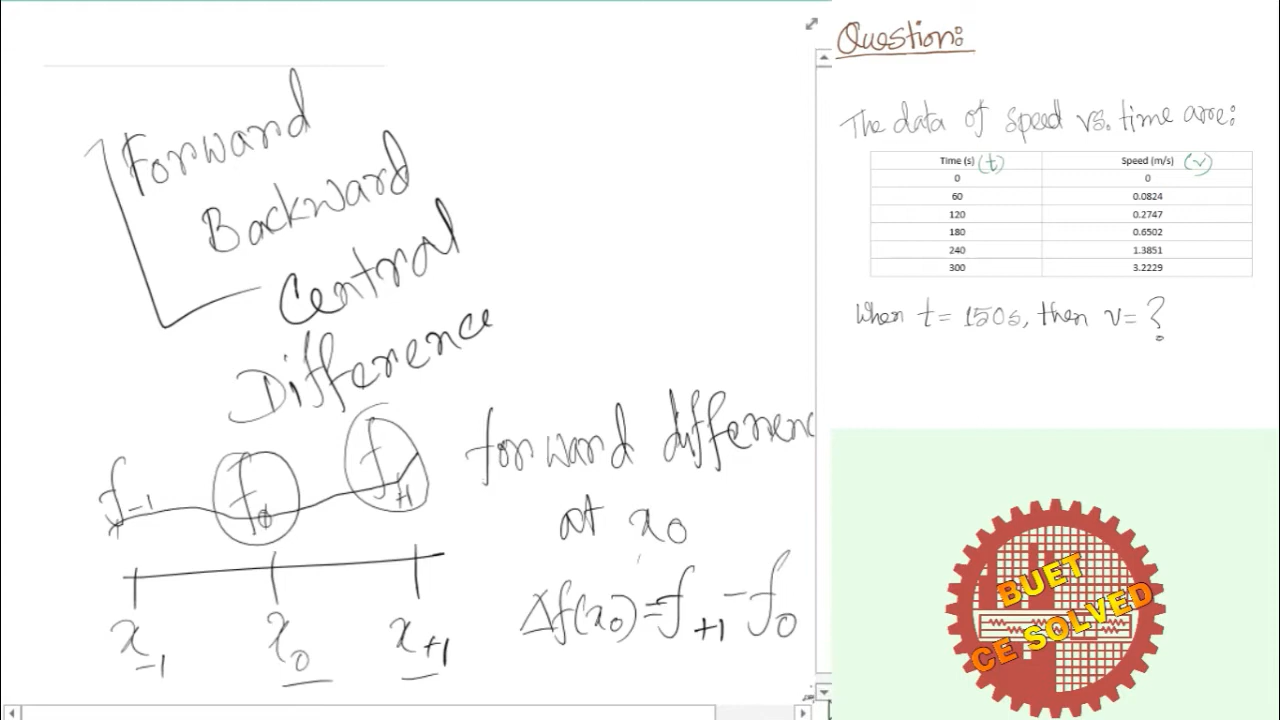 Forward
Backward
Central
Difference
f-1 f0 f+1
forward differenc
at x0
Δf(x0) = f+1 - f0
x-1 x0 x+1
Question:
The data of speed vs. time are:
Time (s) (t) Speed (m/s) (v)
0 0
60 0.0824
120 0.2747
180 0.6502
240 1.3851
300 3.2229
When t = 150s, then v = ?
BUET
CE SOLVED